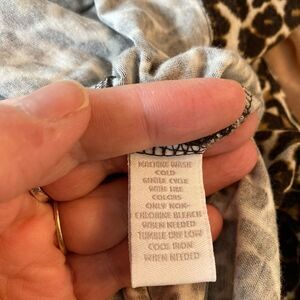 MACHINE WASH
COLD
GENTLE CYCLE
WITH LIKE
COLORS
ONLY NON-
CHLORINE BLEACH
WHEN NEEDED
TUMBLE DRY LOW
COOL IRON
WHEN NEEDED